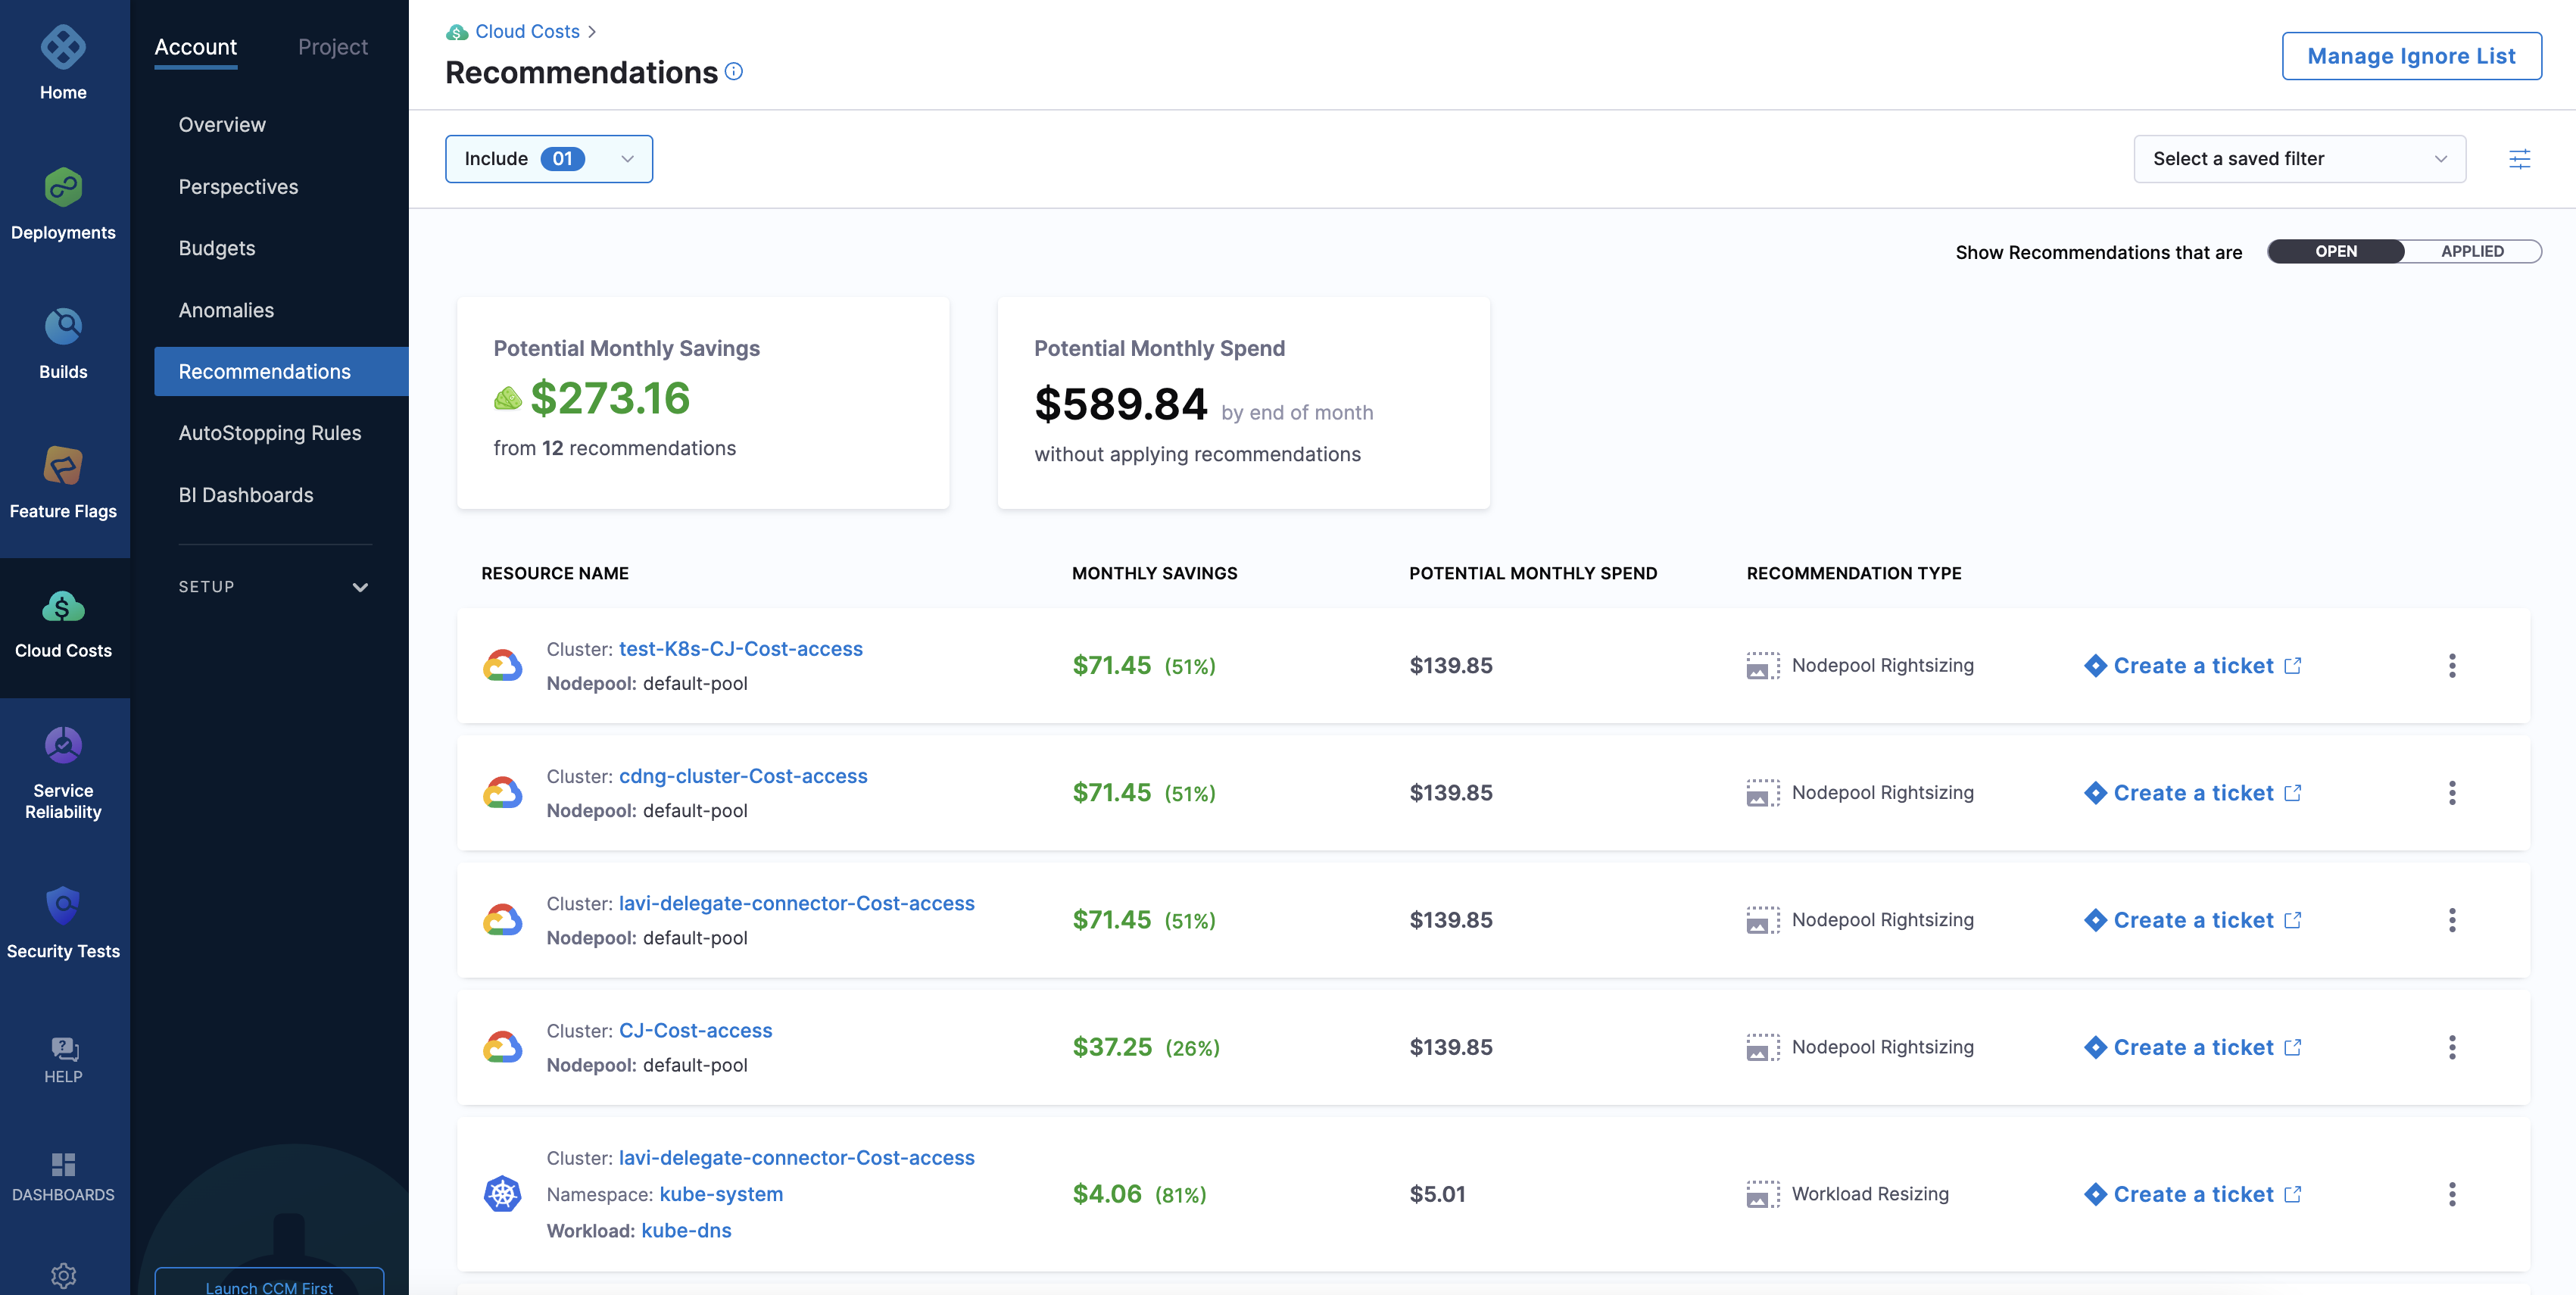 Home
Deployments
Builds
Feature Flags
Cloud Costs
Service
Reliability
Security Tests
HELP
DASHBOARDS
Account
Project
Overview
Perspectives
Budgets
Anomalies
Recommendations
AutoStopping Rules
BI Dashboards
SETUP
Launch CCM First
Cloud Costs
Recommendations
Manage Ignore List
Include 01
Select a saved filter
Show Recommendations that are OPEN APPLIED
Potential Monthly Savings
$273.16
from 12 recommendations
Potential Monthly Spend
$589.84 by end of month
without applying recommendations
RESOURCE NAME MONTHLY SAVINGS POTENTIAL MONTHLY SPEND RECOMMENDATION TYPE
Cluster: test-K8s-CJ-Cost-access
Nodepool: default-pool
$71.45 (51%) $139.85 Nodepool Rightsizing Create a ticket
Cluster: cdng-cluster-Cost-access
Nodepool: default-pool
$71.45 (51%) $139.85 Nodepool Rightsizing Create a ticket
Cluster: lavi-delegate-connector-Cost-access
Nodepool: default-pool
$71.45 (51%) $139.85 Nodepool Rightsizing Create a ticket
Cluster: CJ-Cost-access
Nodepool: default-pool
$37.25 (26%) $139.85 Nodepool Rightsizing Create a ticket
Cluster: lavi-delegate-connector-Cost-access
Namespace: kube-system
Workload: kube-dns
$4.06 (81%) $5.01 Workload Resizing Create a ticket